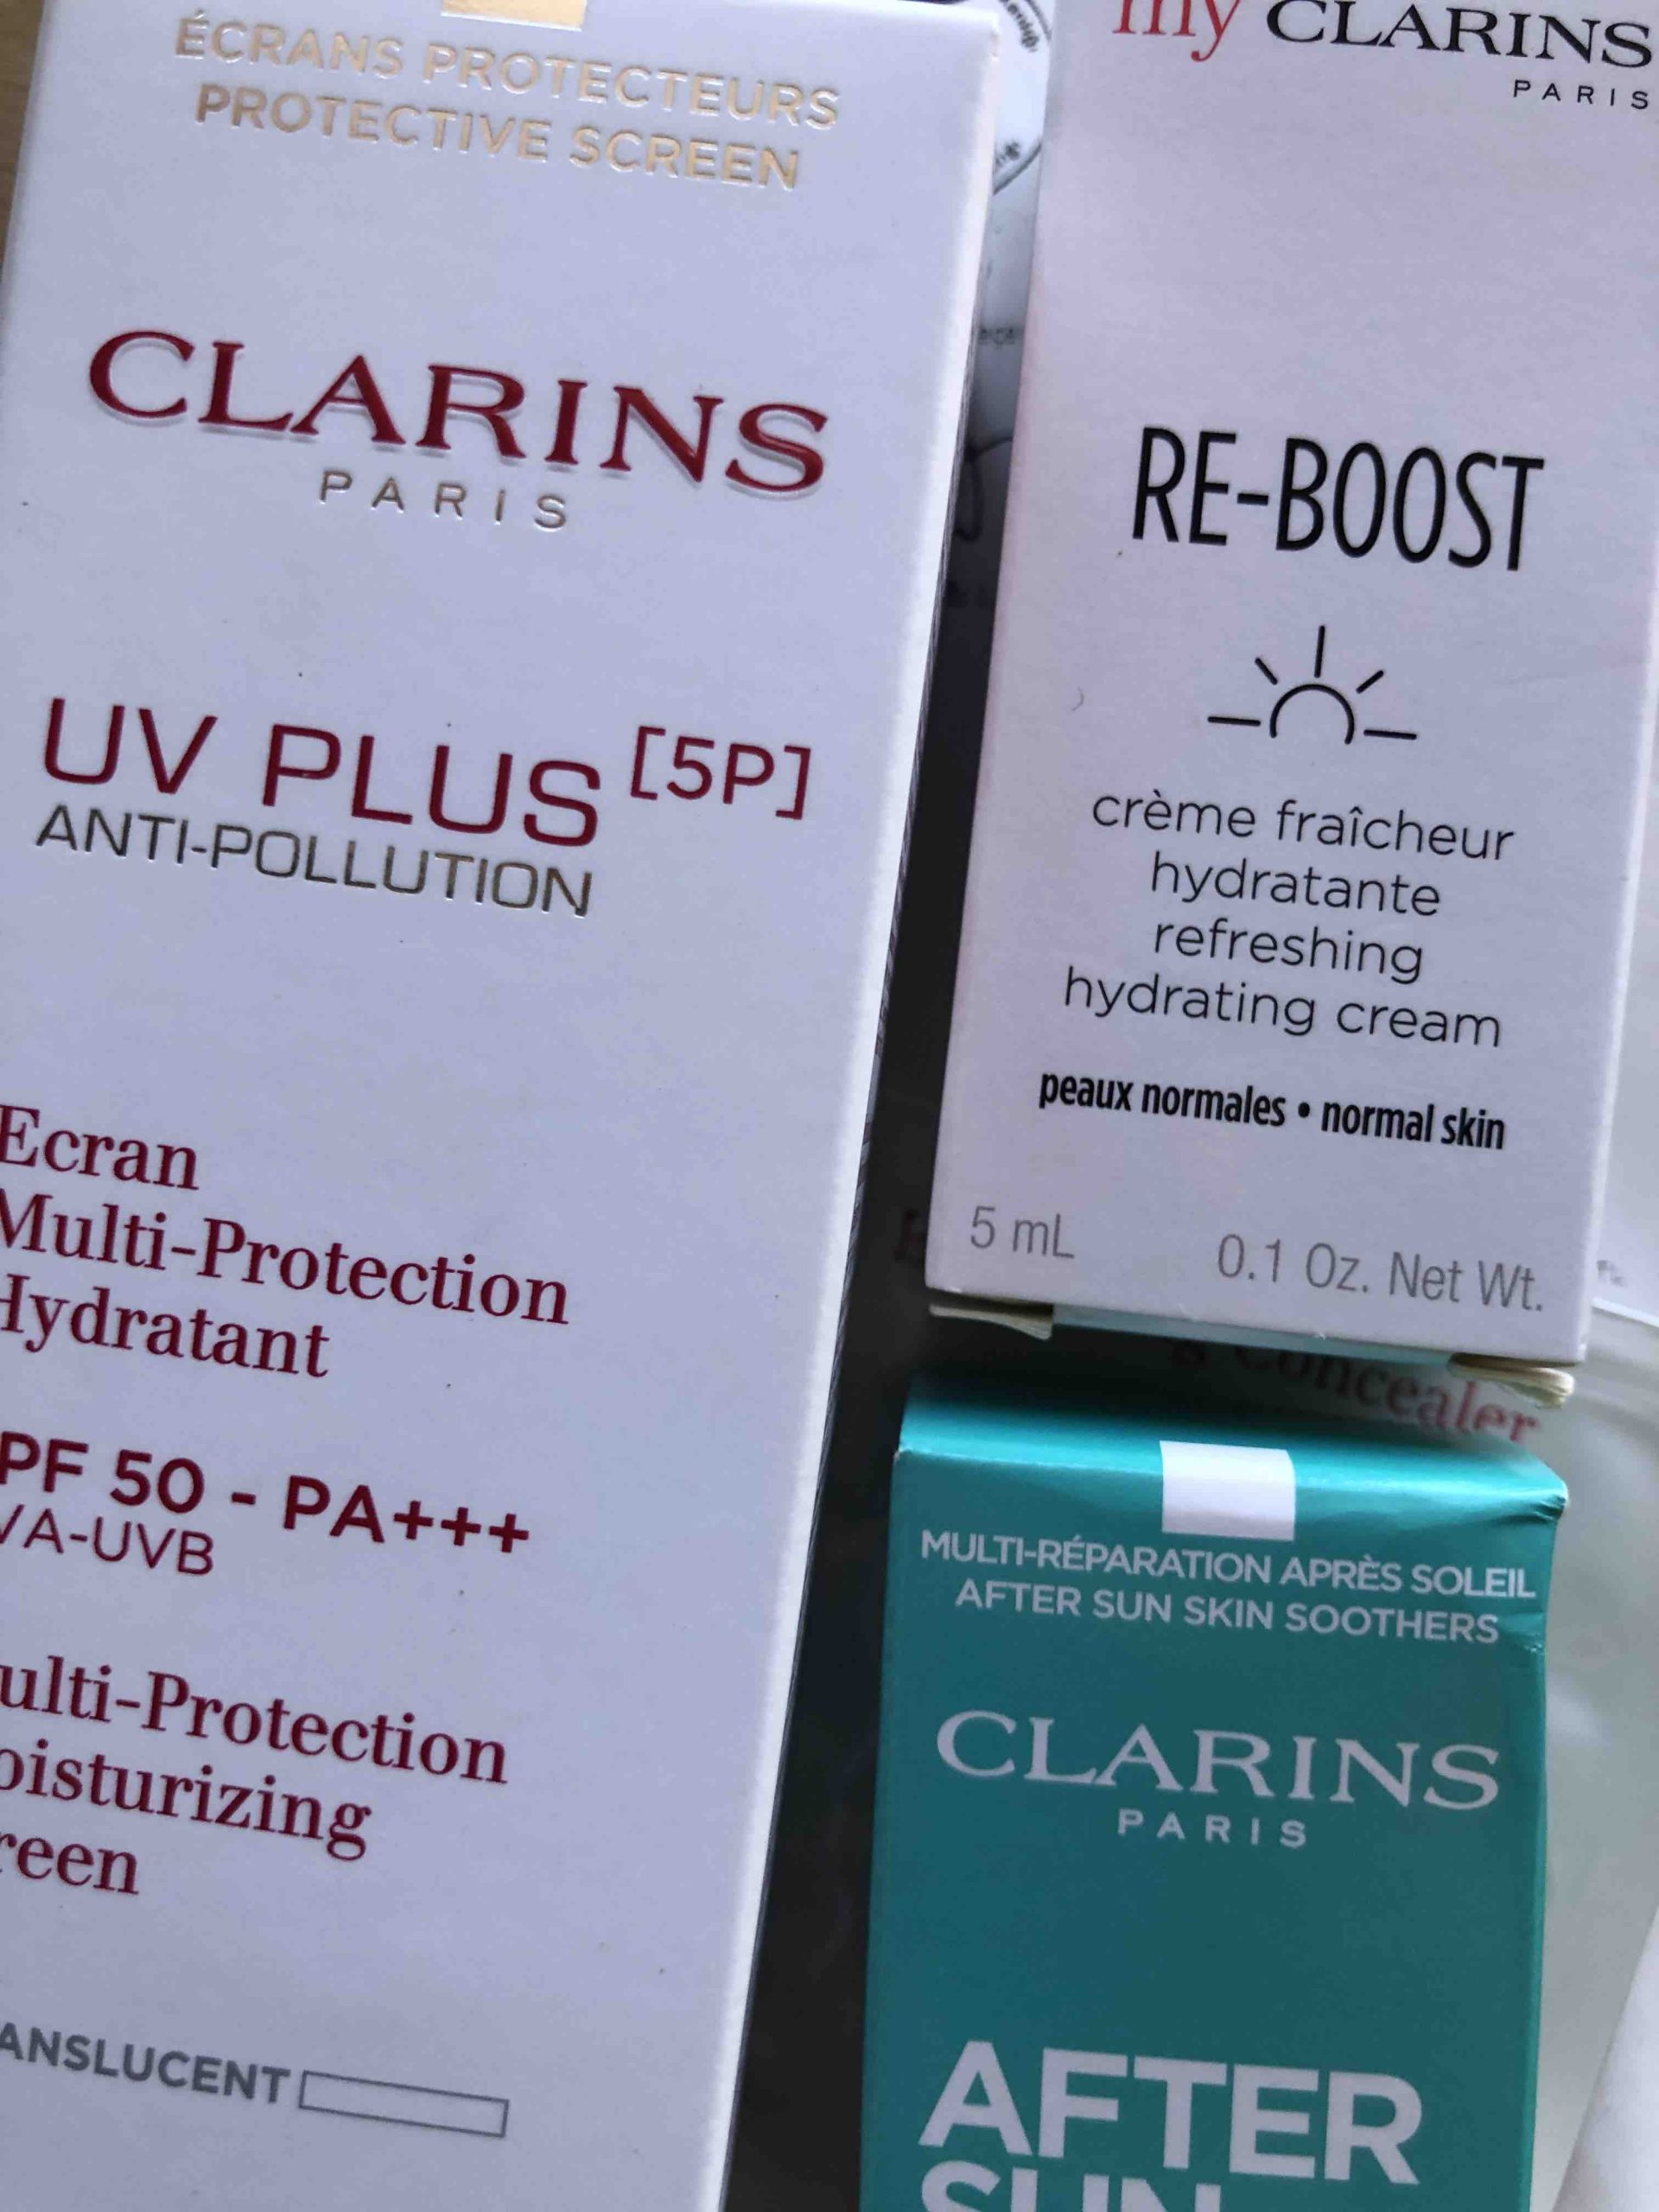 ÉCRANS PROTECTEURS
PROTECTIVE SCREEN
CLARINS
PARIS
UV PLUS [5P]
ANTI-POLLUTION
Ecran
Multi-Protection
Hydratant
PF 50 - PA+++
VA-UVB
ulti-Protection
oisturizing
reen
ANSLUCENT
my CLARINS
PARIS
RE-BOOST
crème fraîcheur
hydratante
refreshing
hydrating cream
peaux normales • normal skin
5 mL 0.1 Oz. Net Wt.
Concealer
MULTI-RÉPARATION APRÈS SOLEIL
AFTER SUN SKIN SOOTHERS
CLARINS
PARIS
AFTER
SUN